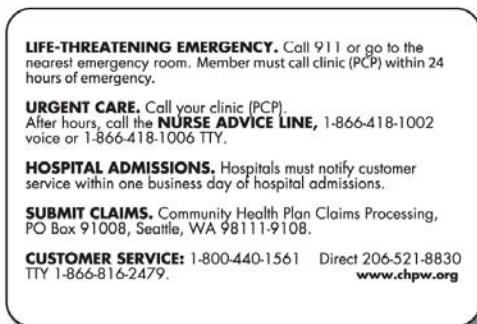 LIFE-THREATENING EMERGENCY. Call 911 or go to the
nearest emergency room. Member must call clinic (PCP) within 24
hours of emergency.
URGENT CARE. Call your clinic (PCP).
After hours, call the NURSE ADVICE LINE, 1-866-418-1002
voice or 1-866-418-1006 TTY.
HOSPITAL ADMISSIONS. Hospitals must notify customer
service within one business day of hospital admissions.
SUBMIT CLAIMS. Community Health Plan Claims Processing,
PO Box 91008, Seattle, WA 98111-9108.
CUSTOMER SERVICE: 1-800-440-1561 Direct 206-521-8830
TTY 1-866-816-2479. www.chpw.org